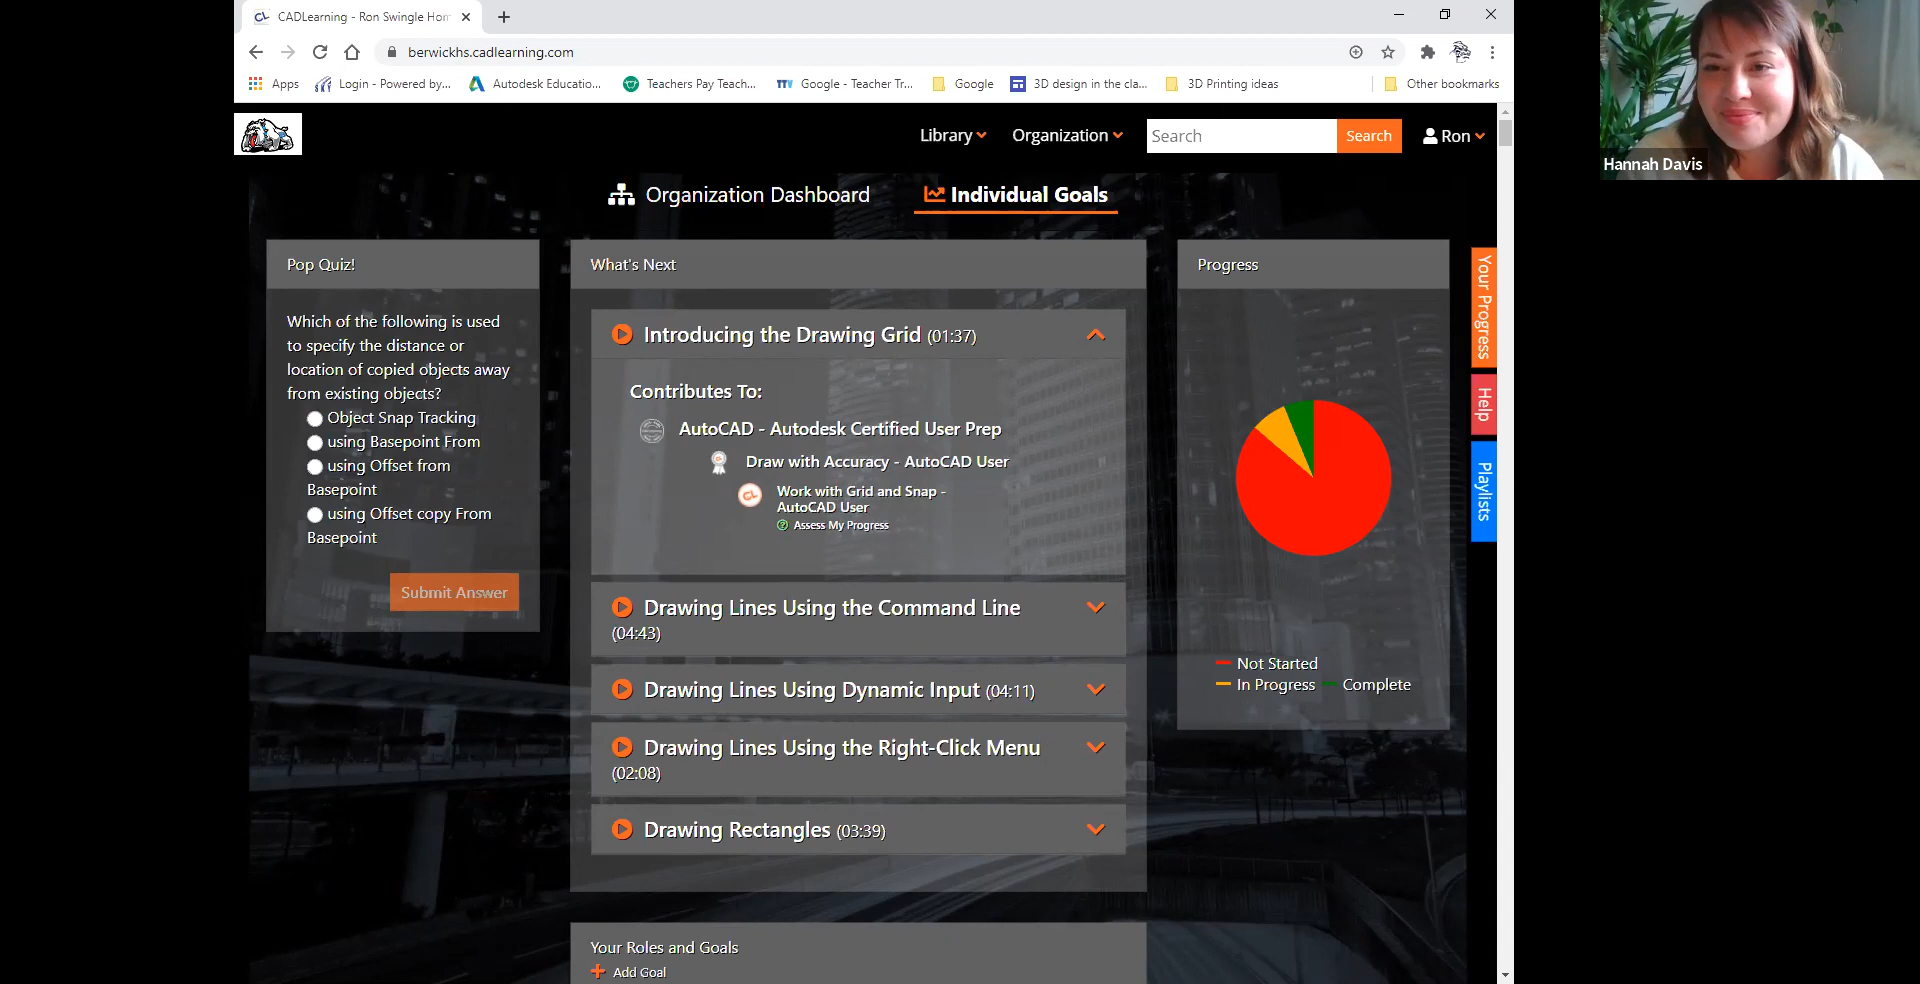 CADLearning - Ron Swingle Hom
berwickhs.cadlearning.com
Apps
Login - Powered by...
Autodesk Educatio...
Teachers Pay Teach...
Google - Teacher Tr...
Google
3D design in the cla...
3D Printing ideas
Other bookmarks
Library
Organization
Search
Search
Ron
Hannah Davis
Organization Dashboard
Individual Goals
Pop Quiz!
Which of the following is used
to specify the distance or
location of copied objects away
from existing objects?
Object Snap Tracking
using Basepoint From
using Offset from
Basepoint
using Offset copy From
Basepoint
Submit Answer
What's Next
Introducing the Drawing Grid (01:37)
Contributes To:
AutoCAD - Autodesk Certified User Prep
Draw with Accuracy - AutoCAD User
CL
Work with Grid and Snap -
AutoCAD User
Assess My Progress
Drawing Lines Using the Command Line
(04:43)
Drawing Lines Using Dynamic Input (04:11)
Drawing Lines Using the Right-Click Menu
(02:08)
Drawing Rectangles (03:39)
Your Roles and Goals
Add Goal
Progress
Not Started
In Progress
Complete
Your Progress
Help
Playlists